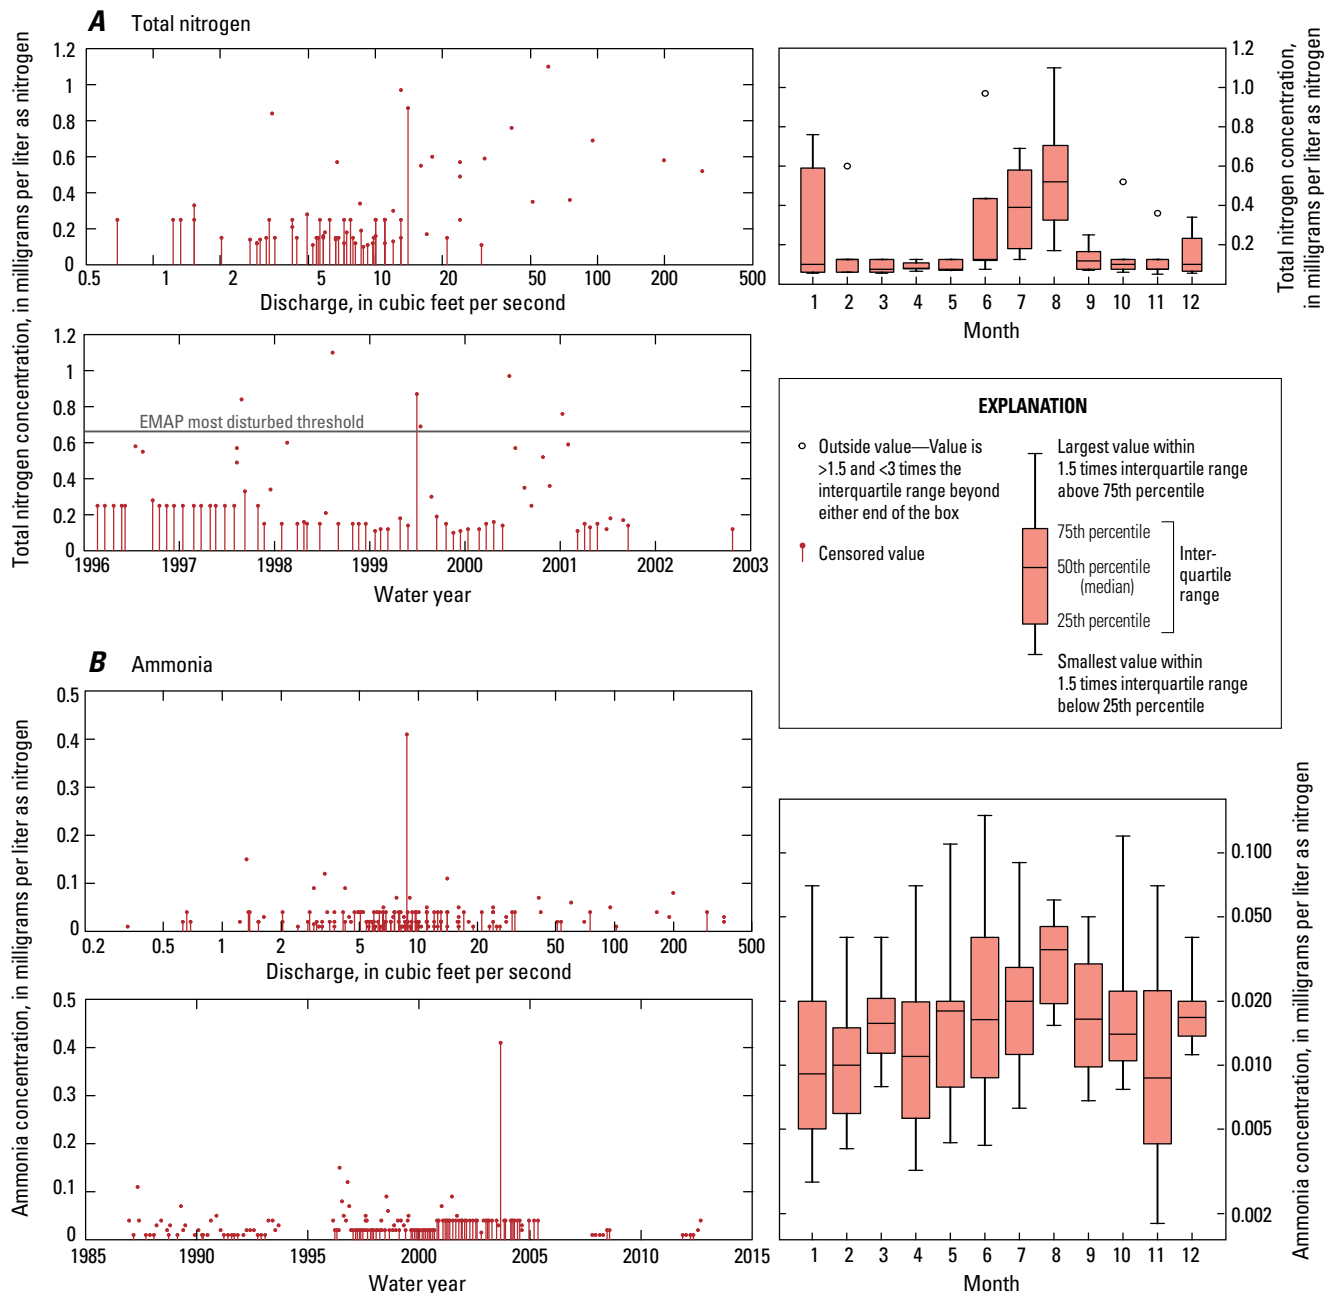 A Total nitrogen
Total nitrogen concentration, in milligrams per liter as nitrogen
1.2
1
0.8
0.6
0.4
0.2
0
0.5 1 2 5 10 20 50 100 200 500
Discharge, in cubic feet per second
1.2
1.0
0.8
0.6
0.4
0.2
Total nitrogen concentration,
in milligrams per liter as nitrogen
1 2 3 4 5 6 7 8 9 10 11 12
Month
1.2
1
0.8
0.6
0.4
0.2
0
EMAP most disturbed threshold
1996 1997 1998 1999 2000 2001 2002 2003
Water year
EXPLANATION
Outside value—Value is
>1.5 and <3 times the
interquartile range beyond
either end of the box
Censored value
Largest value within
1.5 times interquartile range
above 75th percentile
75th percentile
50th percentile
(median)
25th percentile
Inter-
quartile
range
Smallest value within
1.5 times interquartile range
below 25th percentile
B Ammonia
Ammonia concentration, in milligrams per liter as nitrogen
0.5
0.4
0.3
0.2
0.1
0
0.2 0.5 1 2 5 10 20 50 100 200 500
Discharge, in cubic feet per second
0.5
0.4
0.3
0.2
0.1
0
1985 1990 1995 2000 2005 2010 2015
Water year
0.100
0.050
0.020
0.010
0.005
0.002
Ammonia concentration, in milligrams per liter as nitrogen
1 2 3 4 5 6 7 8 9 10 11 12
Month